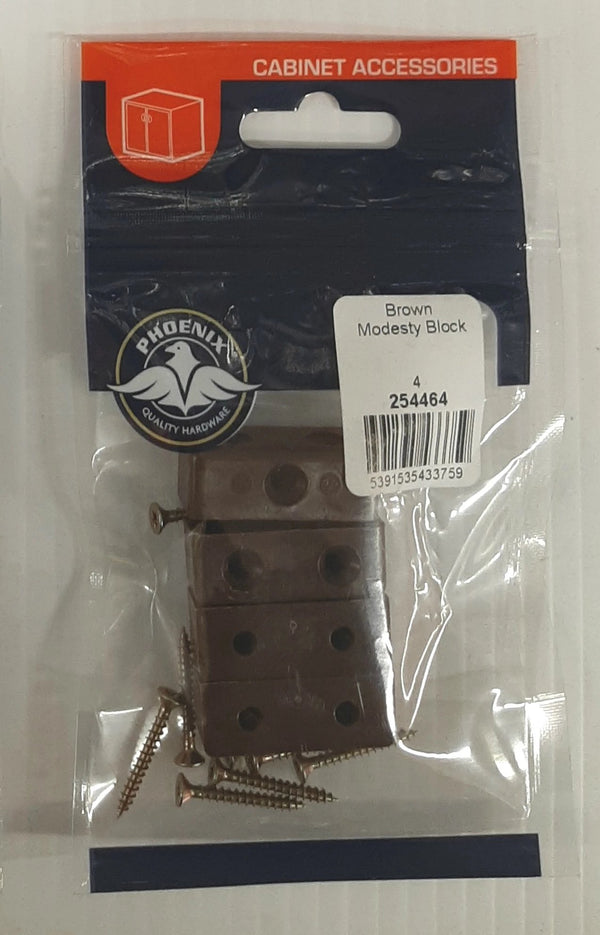 CABINET ACCESSORIES
PHOENIX
QUALITY HARDWARE
Brown
Modesty Block
4
254464
5391535433759